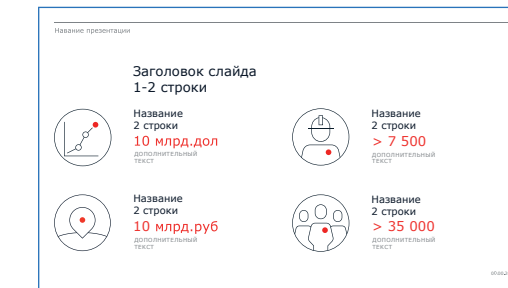 Навание презентации
Заголовок слайда
1-2 строки
Название
2 строки
10 млрд.дол
дополнительный
текст
Название
2 строки
> 7 500
дополнительный
текст
Название
2 строки
10 млрд.руб
дополнительный
текст
Название
2 строки
> 35 000
дополнительный
текст